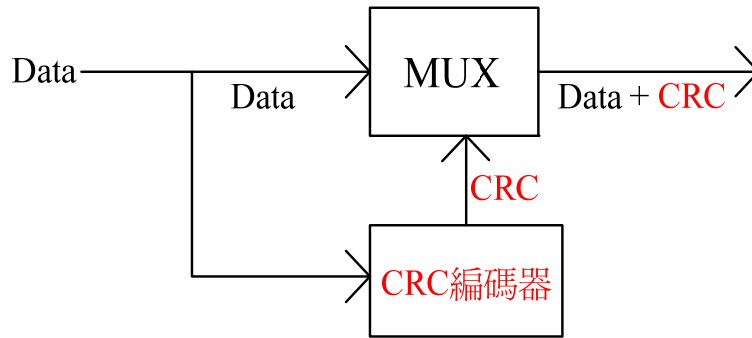 Data
Data
MUX
Data + CRC
CRC
CRC編碼器